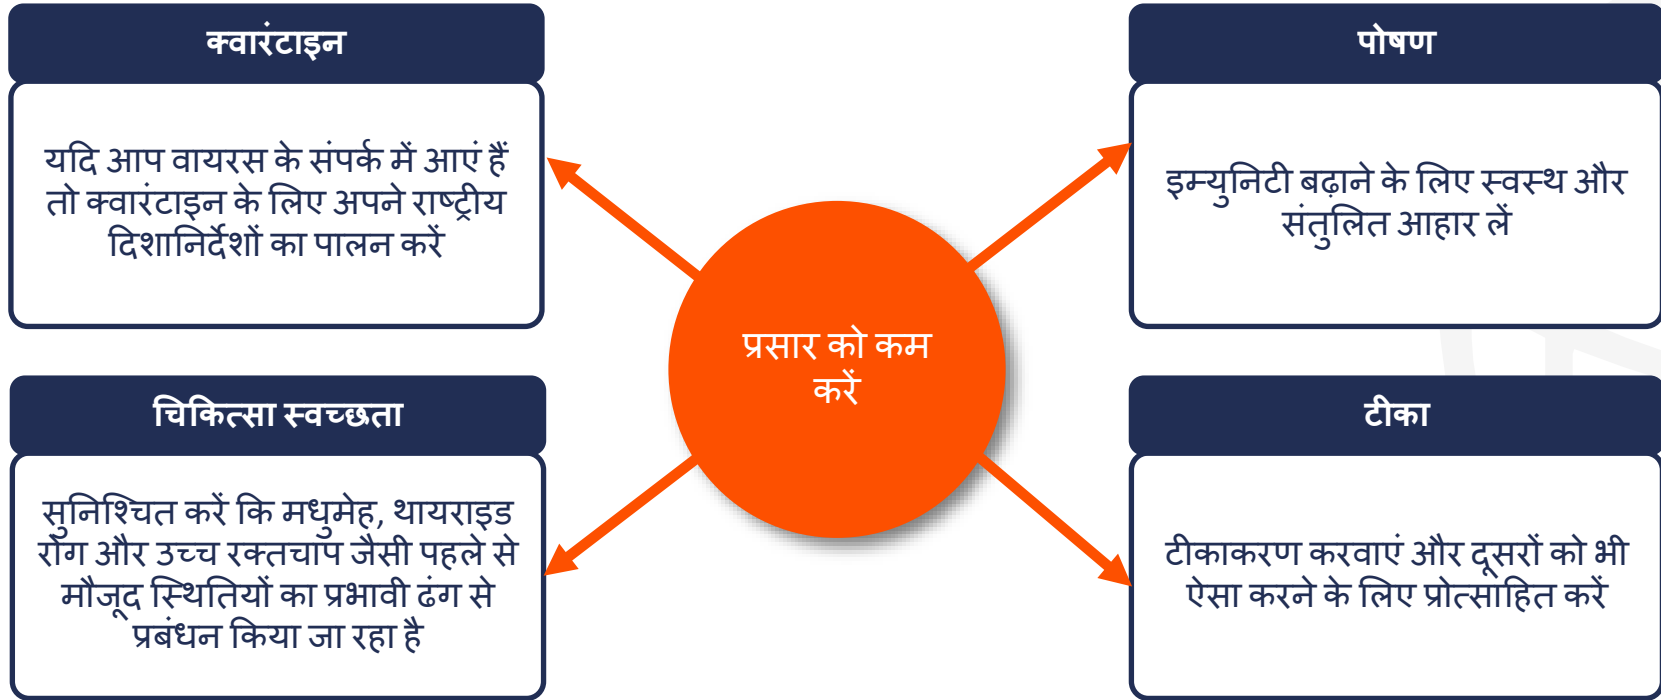 क्वारंटाइन
यदि आप वायरस के संपर्क में आएं हैं
तो क्वारंटाइन के लिए अपने राष्ट्रीय
दिशानिर्देशों का पालन करें
पोषण
इम्युनिटी बढ़ाने के लिए स्वस्थ और
संतुलित आहार लें
प्रसार को कम
करें
चिकित्सा स्वच्छता
सुनिश्चित करें कि मधुमेह, थायराइड
रोग और उच्च रक्तचाप जैसी पहले से
मौजूद स्थितियों का प्रभावी ढंग से
प्रबंधन किया जा रहा है
टीका
टीकाकरण करवाएं और दूसरों को भी
ऐसा करने के लिए प्रोत्साहित करें